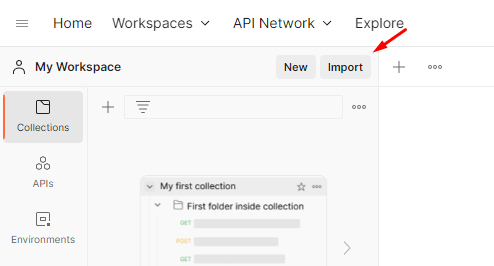 Home Workspaces API Network Explore
My Workspace New Import
Collections
APIs
Environments
My first collection
First folder inside collection
GET
POST
GET